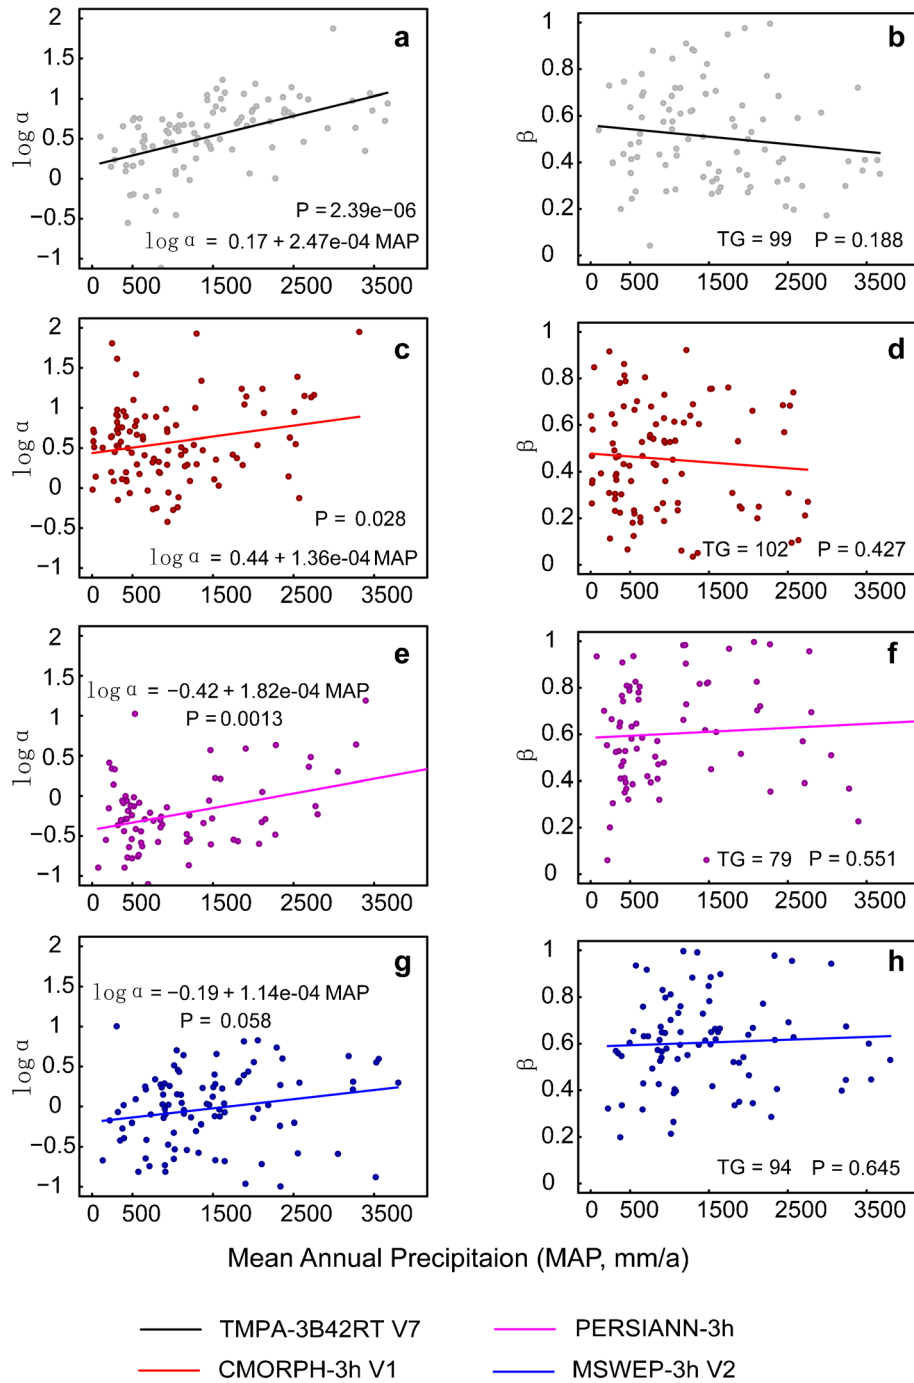 a
2
1.5
1
0.5
0
−0.5
−1
log α
P = 2.39e−06
log α = 0.17 + 2.47e-04 MAP
0 500 1500 2500 3500
b
1
0.8
0.6
0.4
0.2
0
β
TG = 99 P = 0.188
500 1500 2500 3500
c
2
1.5
1
0.5
0
−0.5
−1
log α
P = 0.028
log α = 0.44 + 1.36e−04 MAP
0 500 1500 2500 3500
d
1
0.8
0.6
0.4
0.2
0
β
TG = 102 P = 0.427
500 1500 2500 3500
e
2
1.5
1
0.5
0
−0.5
−1
log α
log α = −0.42 + 1.82e−04 MAP
P = 0.0013
0 500 1500 2500 3500
f
1
0.8
0.6
0.4
0.2
0
β
TG = 79 P = 0.551
500 1500 2500 3500
g
2
1.5
1
0.5
0
−0.5
−1
log α
log α = −0.19 + 1.14e−04 MAP
P = 0.058
0 500 1500 2500 3500
h
1
0.8
0.6
0.4
0.2
0
β
TG = 94 P = 0.645
500 1500 2500 3500
Mean Annual Precipitaion (MAP, mm/a)
TMPA-3B42RT V7
PERSIANN-3h
CMORPH-3h V1
MSWEP-3h V2